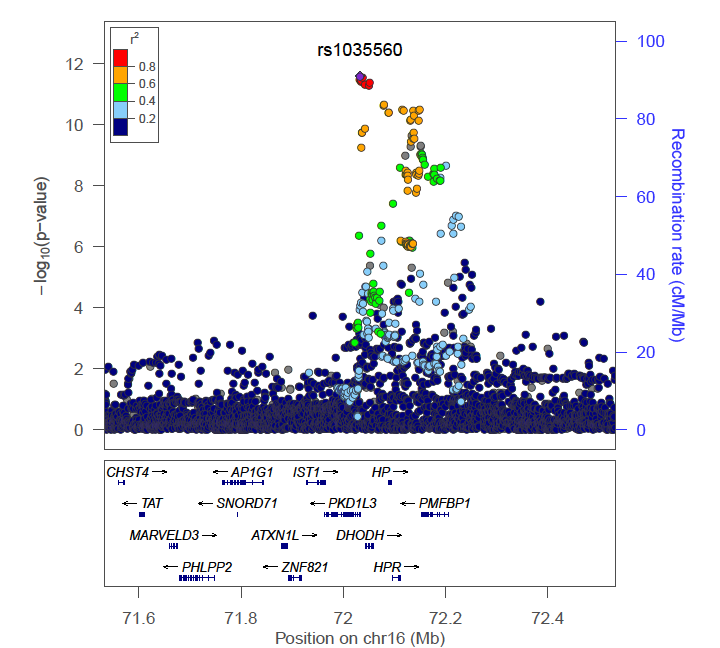 rs1035560
r2
0.8
0.6
0.4
0.2
12
10
8
6
4
2
0
−log10(p−value)
100
80
60
40
20
0
Recombination rate (cM/Mb)
CHST4 → ← AP1G1 IST1 → HP →
← TAT ← SNORD71 ← PKD1L3 ← PMFBP1
MARVELD3 → ATXN1L → DHODH →
← PHLPP2 ← ZNF821 HPR →
71.6 71.8 72 72.2 72.4
Position on chr16 (Mb)